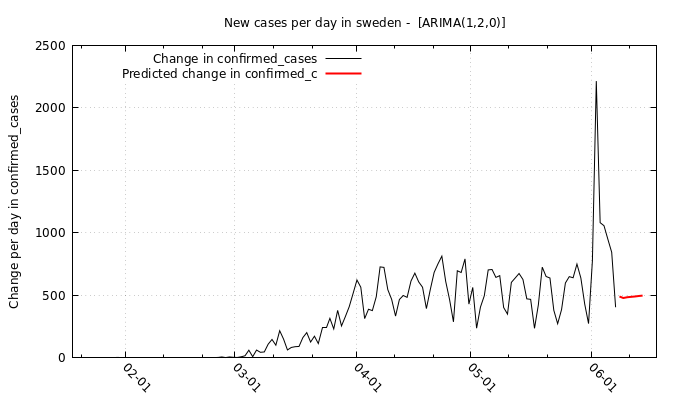 New cases per day in sweden -  [ARIMA(1,2,0)]
Change in confirmed_cases
Predicted change in confirmed_c
Change per day in confirmed_cases
2500
2000
1500
1000
500
0
02-01
03-01
04-01
05-01
06-01